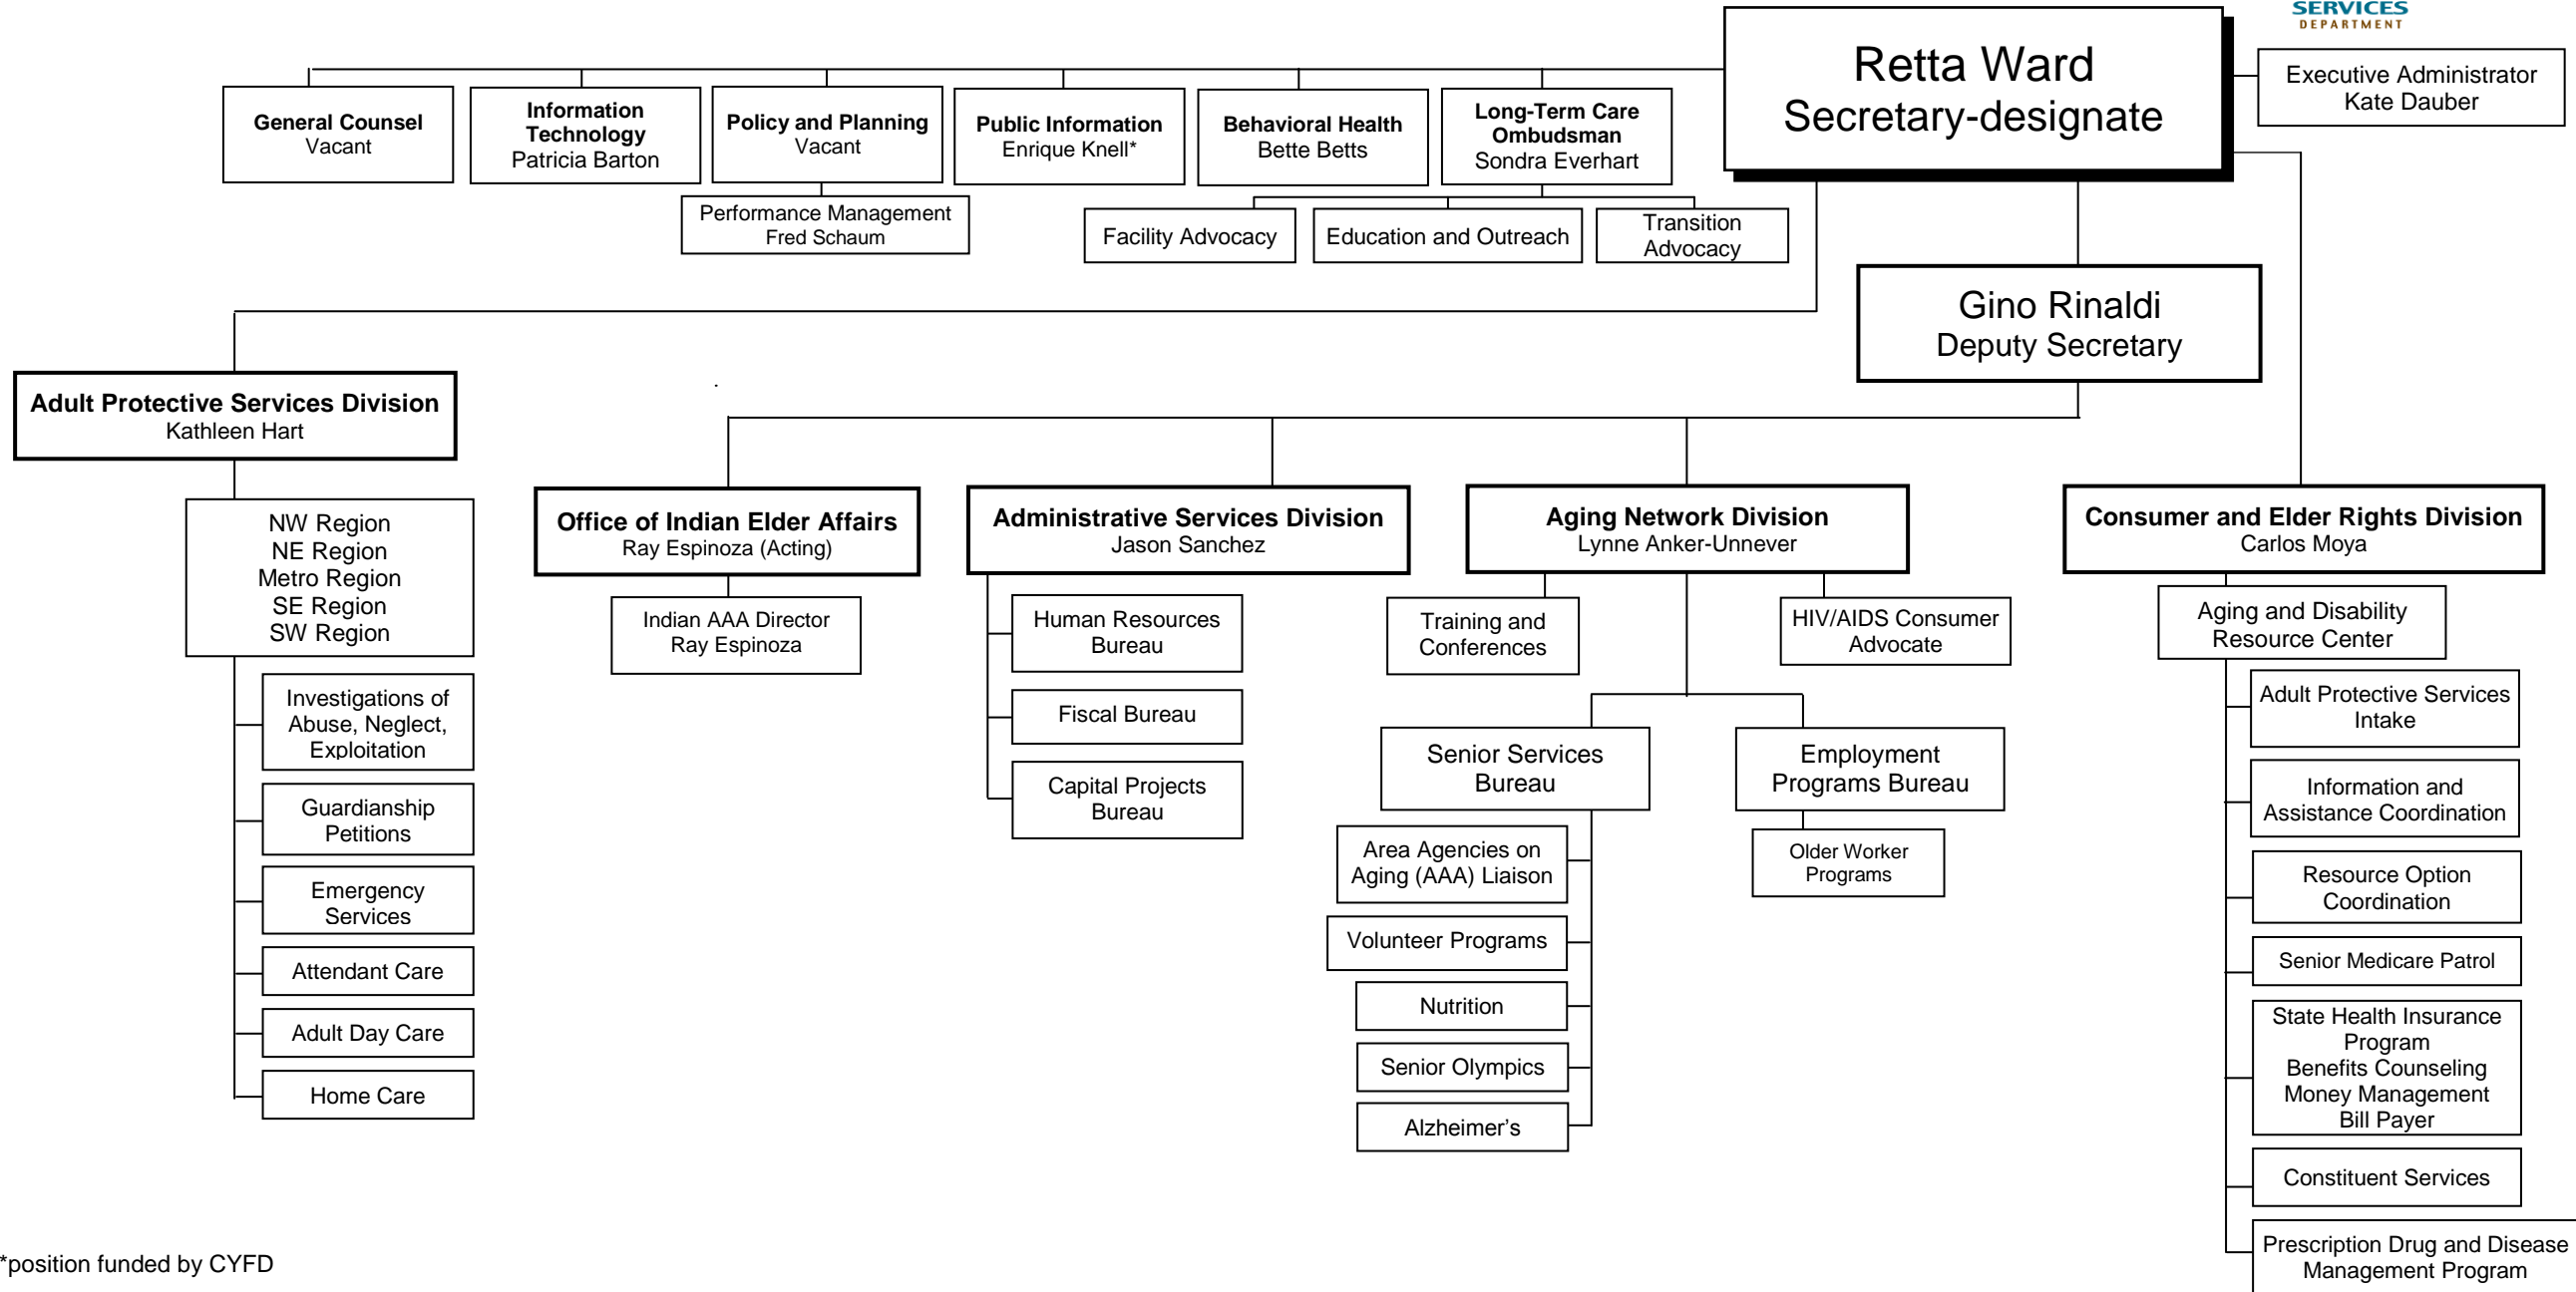 SERVICES
DEPARTMENT
Retta Ward
Secretary-designate
Executive Administrator
Kate Dauber
General Counsel
Vacant
Information
Technology
Patricia Barton
Policy and Planning
Vacant
Public Information
Enrique Knell*
Behavioral Health
Bette Betts
Long-Term Care
Ombudsman
Sondra Everhart
Performance Management
Fred Schaum
Facility Advocacy
Education and Outreach
Transition
Advocacy
Gino Rinaldi
Deputy Secretary
Adult Protective Services Division
Kathleen Hart
NW Region
NE Region
Metro Region
SE Region
SW Region
Investigations of
Abuse, Neglect,
Exploitation
Guardianship
Petitions
Emergency
Services
Attendant Care
Adult Day Care
Home Care
Office of Indian Elder Affairs
Ray Espinoza (Acting)
Indian AAA Director
Ray Espinoza
Administrative Services Division
Jason Sanchez
Human Resources
Bureau
Fiscal Bureau
Capital Projects
Bureau
Aging Network Division
Lynne Anker-Unnever
Training and
Conferences
HIV/AIDS Consumer
Advocate
Senior Services
Bureau
Area Agencies on
Aging (AAA) Liaison
Volunteer Programs
Nutrition
Senior Olympics
Alzheimer’s
Employment
Programs Bureau
Older Worker
Programs
Consumer and Elder Rights Division
Carlos Moya
Aging and Disability
Resource Center
Adult Protective Services
Intake
Information and
Assistance Coordination
Resource Option
Coordination
Senior Medicare Patrol
State Health Insurance
Program
Benefits Counseling
Money Management
Bill Payer
Constituent Services
Prescription Drug and Disease
Management Program
*position funded by CYFD